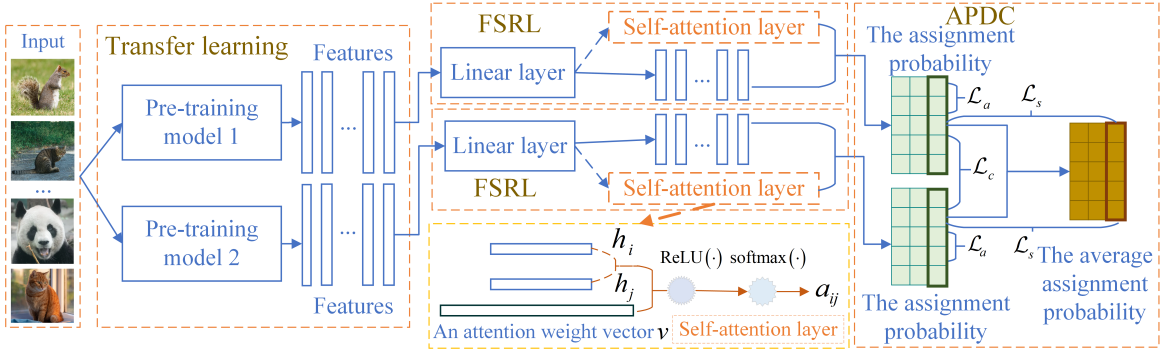 Input
...
Transfer learning
Features
Pre-training
model 1
...
Pre-training
model 2
...
Features
FSRL
Self-attention layer
Linear layer
...
Linear layer
...
FSRL
Self-attention layer
h_i
h_j
ReLU(·) softmax(·)
a_{ij}
An attention weight vector v
Self-attention layer
APDC
The assignment
probability
ℒ_a
ℒ_s
ℒ_c
ℒ_a
ℒ_s
The assignment
probability
The average
assignment
probability